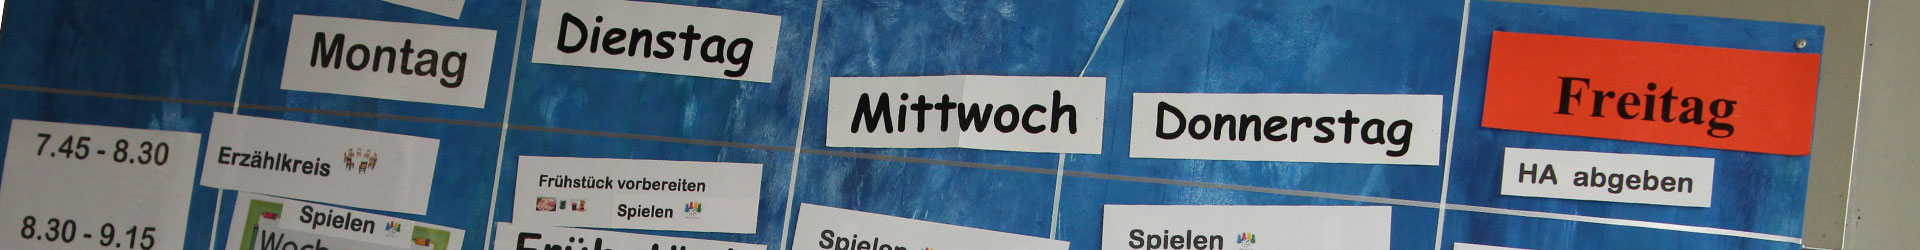 Montag
Dienstag
Mittwoch
Donnerstag
Freitag
HA abgeben
7.45 - 8.30
Erzählkreis
Frühstück vorbereiten
Spielen
8.30 - 9.15
Spielen
Spielen
Spielen